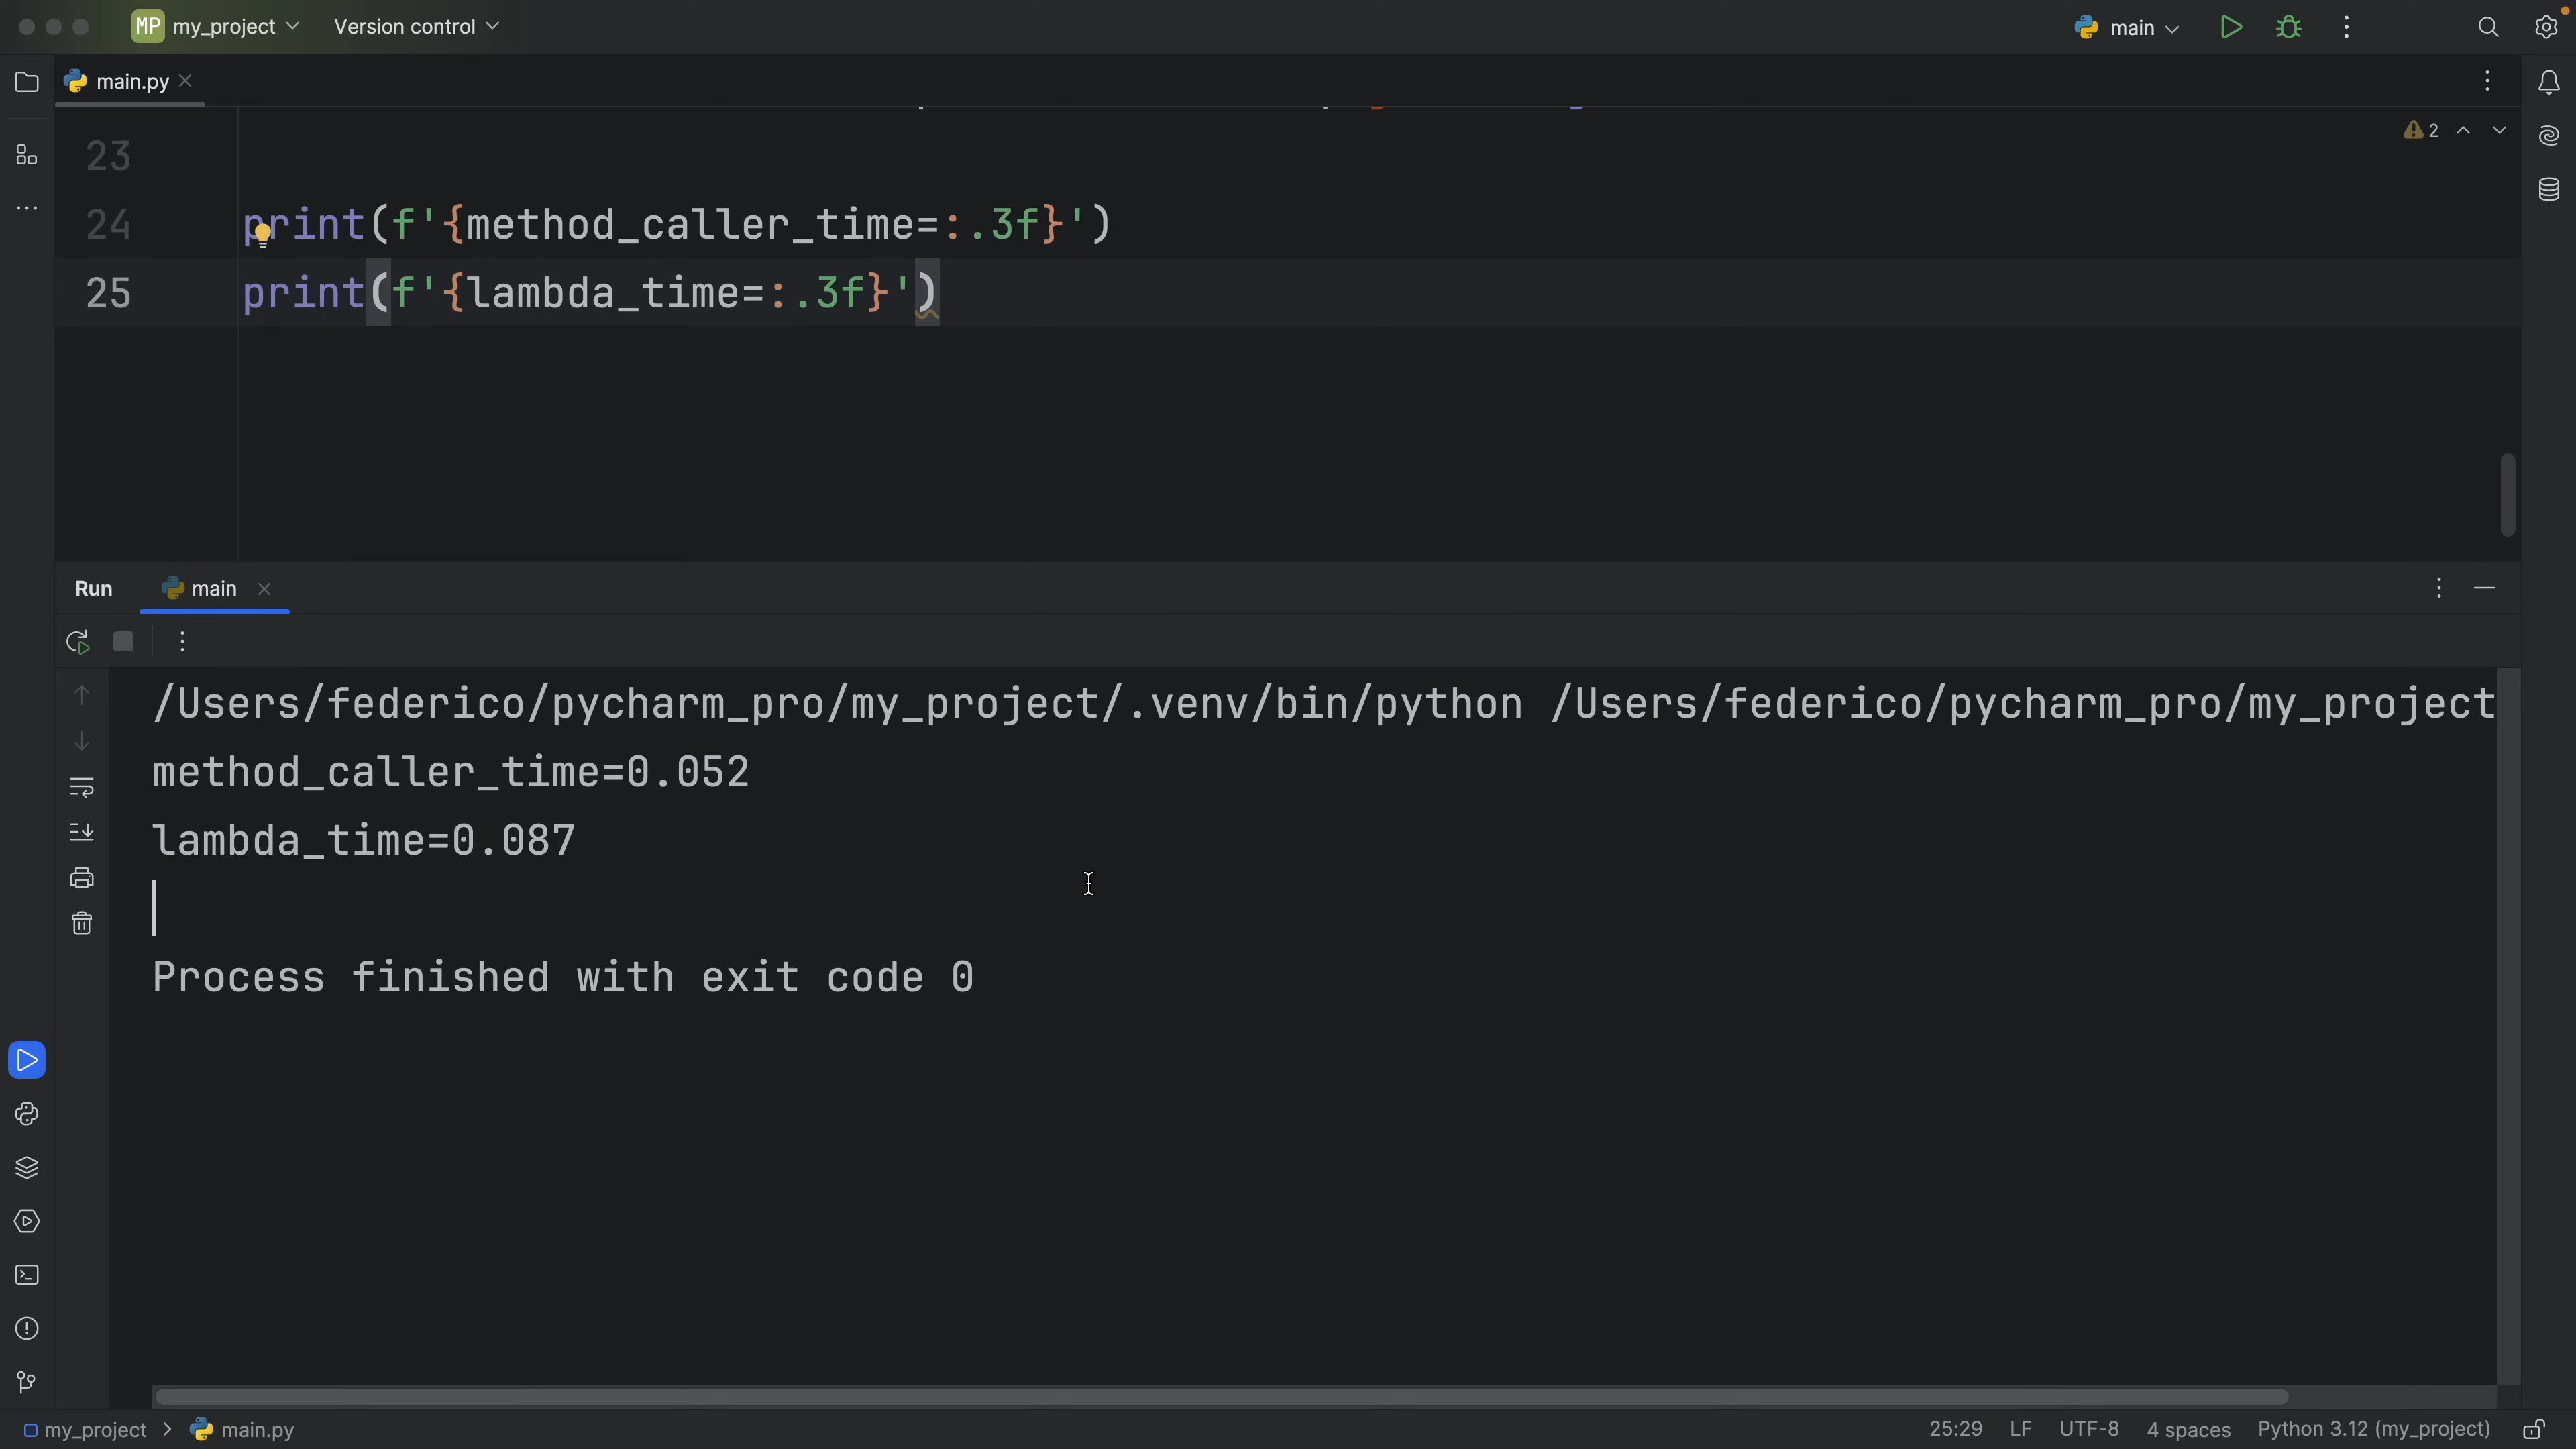 MP my_project Version control main
main.py
2
23
24 print(f'{method_caller_time=:.3f}')
25 print(f'{lambda_time=:.3f}')
Run main
/Users/federico/pycharm_pro/my_project/.venv/bin/python /Users/federico/pycharm_pro/my_project
method_caller_time=0.052
lambda_time=0.087
Process finished with exit code 0
my_project main.py 25:29 LF UTF-8 4 spaces Python 3.12 (my_project)